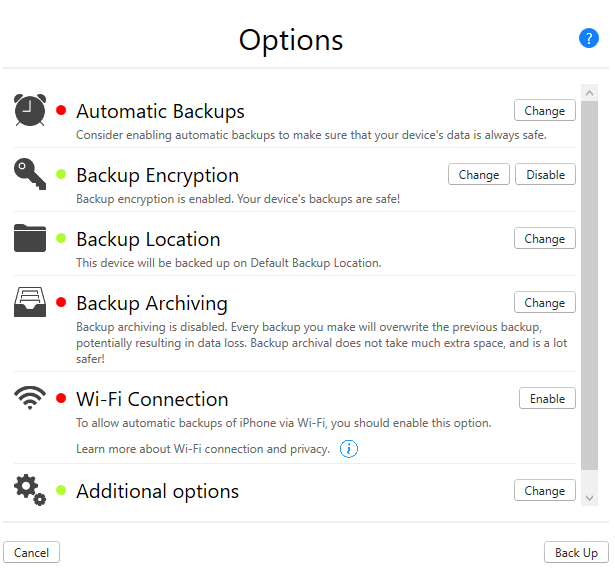 Options
?
Automatic Backups
Change
Consider enabling automatic backups to make sure that your device's data is always safe.
Backup Encryption
Change
Disable
Backup encryption is enabled. Your device's backups are safe!
Backup Location
Change
This device will be backed up on Default Backup Location.
Backup Archiving
Change
Backup archiving is disabled. Every backup you make will overwrite the previous backup,
potentially resulting in data loss. Backup archival does not take much extra space, and is a lot
safer!
Wi-Fi Connection
Enable
To allow automatic backups of iPhone via Wi-Fi, you should enable this option.
Learn more about Wi-Fi connection and privacy. i
Additional options
Change
Cancel
Back Up